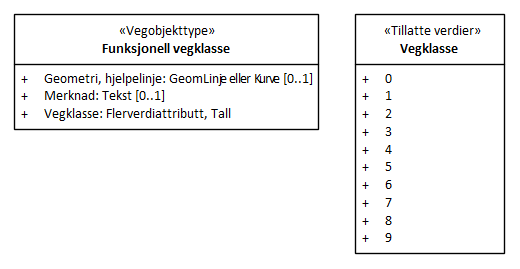 «Vegobjekttype»
Funksjonell vegklasse
+ Geometri, hjelpelinje: GeomLinje eller Kurve [0..1]
+ Merknad: Tekst [0..1]
+ Vegklasse: Flerverdiattributt, Tall
«Tillatte verdier»
Vegklasse
+ 0
+ 1
+ 2
+ 3
+ 4
+ 5
+ 6
+ 7
+ 8
+ 9